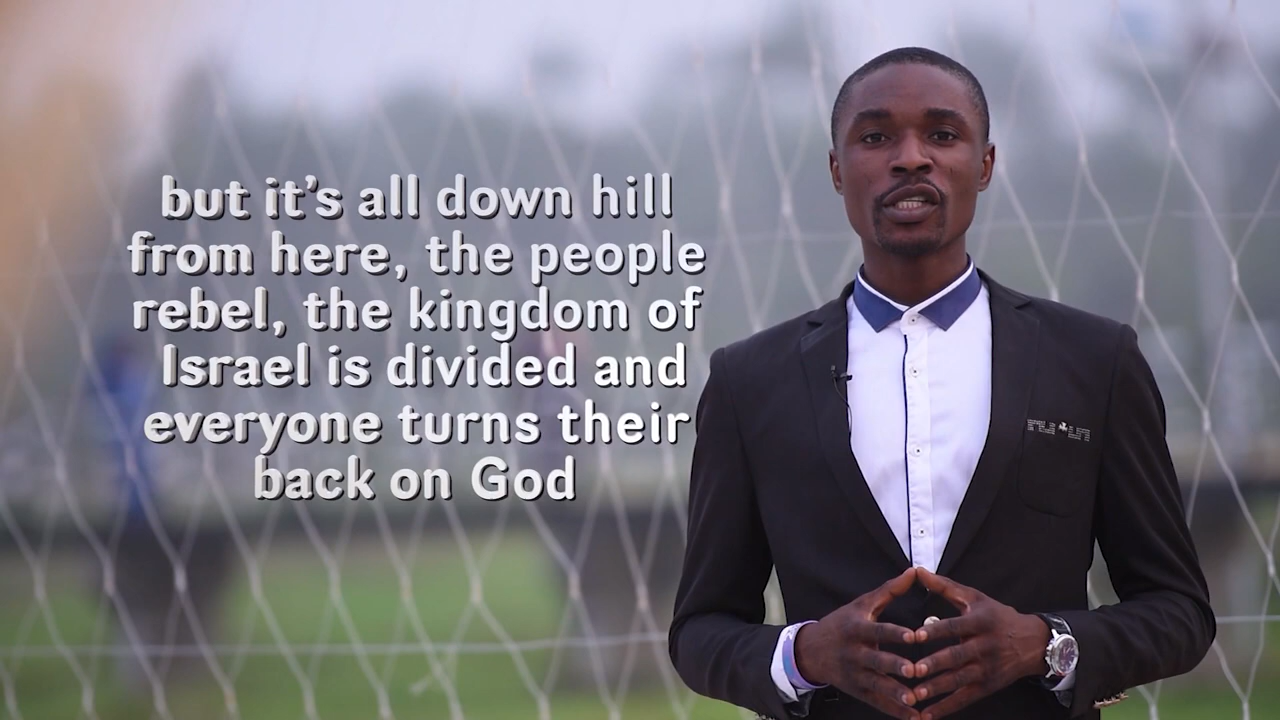 but it's all down hill
from here, the people
rebel, the kingdom of
Israel is divided and
everyone turns their
back on God